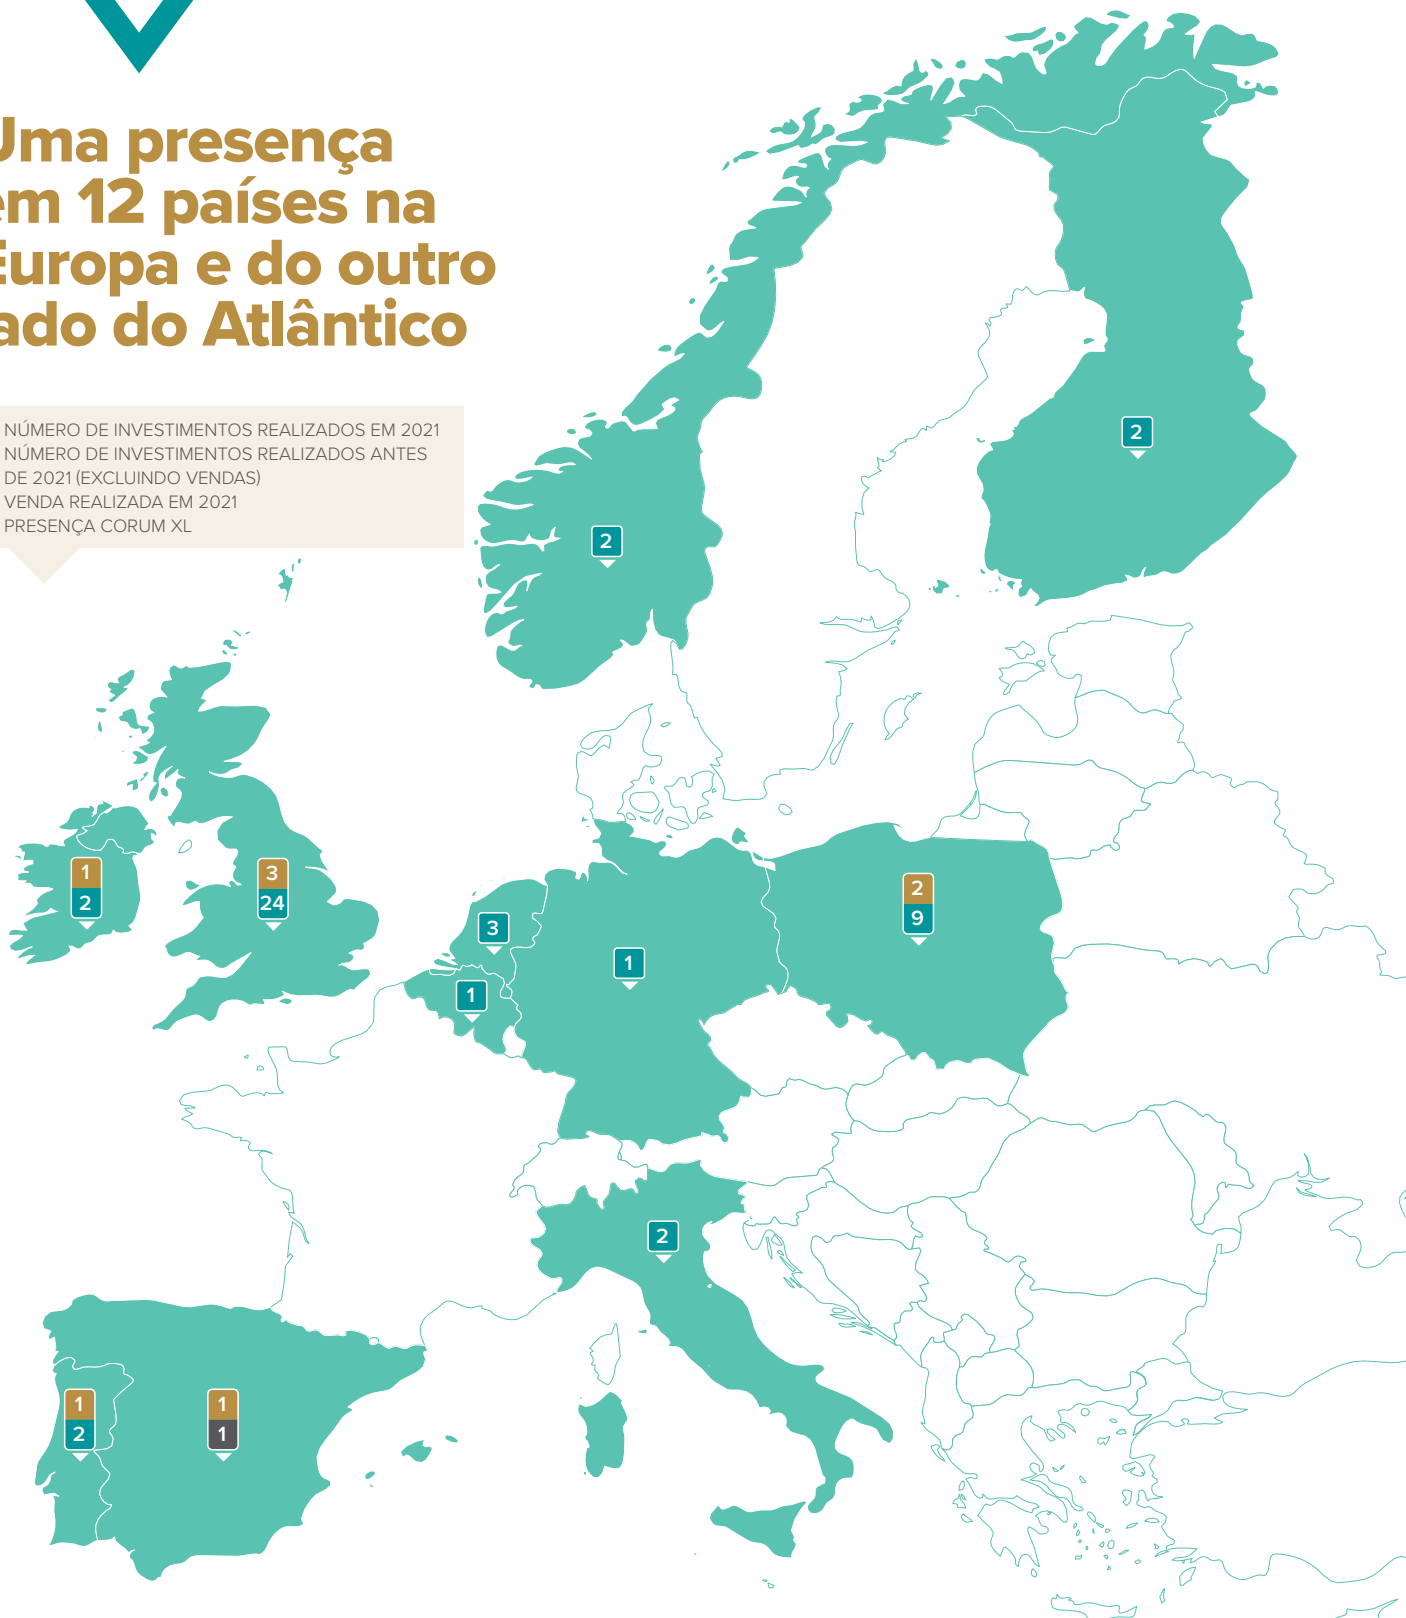 Uma presença
em 12 países na
Europa e do outro
ado do Atlântico
NÚMERO DE INVESTIMENTOS REALIZADOS EM 2021
NÚMERO DE INVESTIMENTOS REALIZADOS ANTES
DE 2021 (EXCLUINDO VENDAS)
VENDA REALIZADA EM 2021
PRESENÇA CORUM XL
2
2
1
2
3
24
3
1
1
2
9
2
1
2
1
1